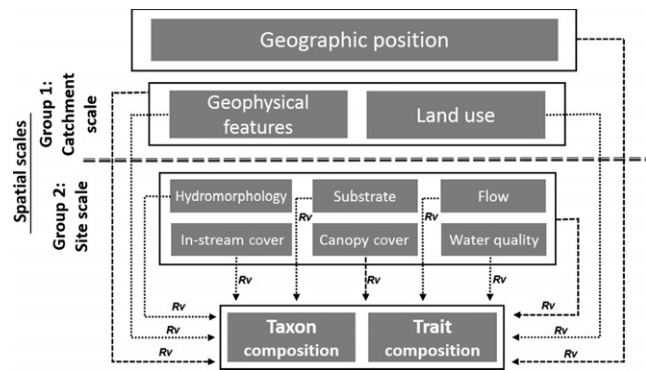 Geographic position
Spatial scales
Group 1:
Catchment
scale
Geophysical
features
Land use
Group 2:
Site scale
Hydromorphology
Substrate
Flow
Rv
Rv
In-stream cover
Canopy cover
Water quality
Rv
Rv
Rv
Rv
Rv
Rv
Rv
Rv
Rv
Rv
Taxon
composition
Trait
composition